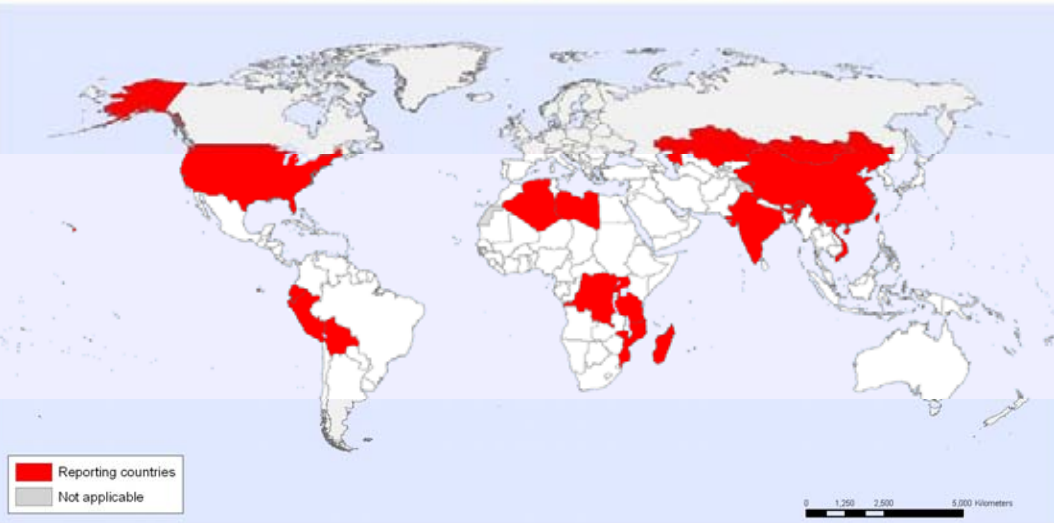 Reporting countries
Not applicable
0 1,250 2,500 5,000 Kilometers